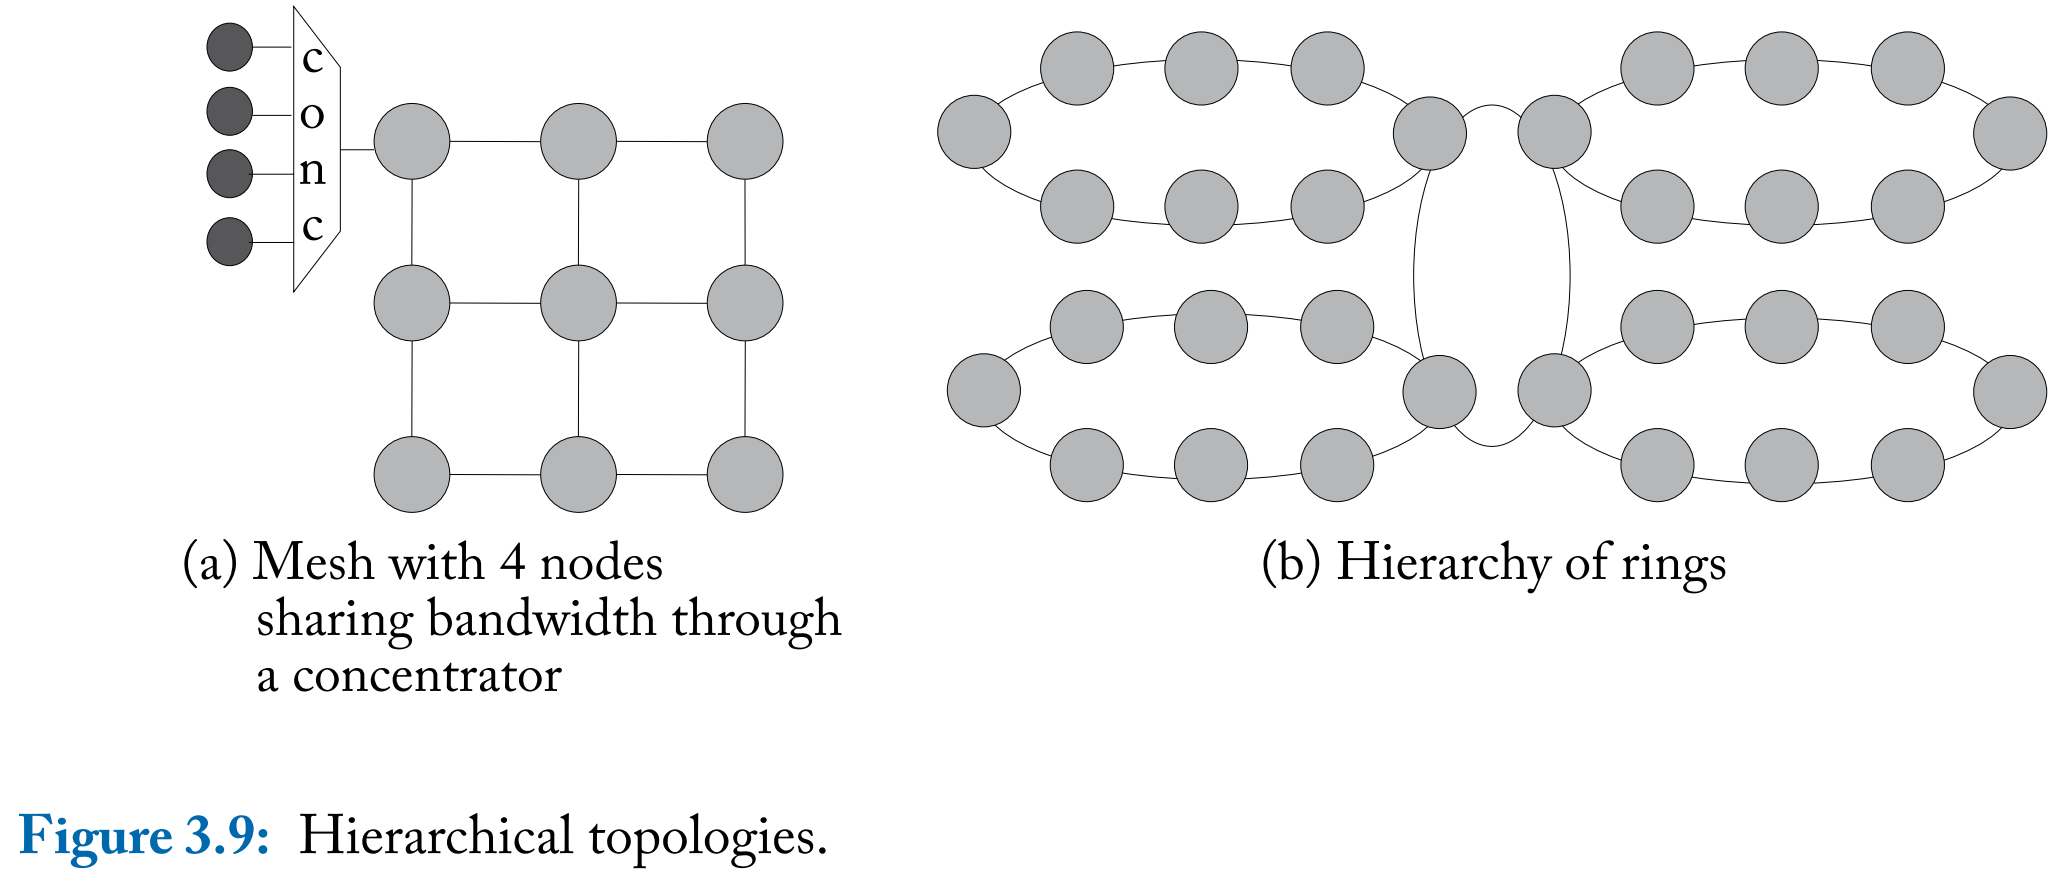 c
o
n
c
(a) Mesh with 4 nodes
sharing bandwidth through
a concentrator
(b) Hierarchy of rings
Figure 3.9: Hierarchical topologies.